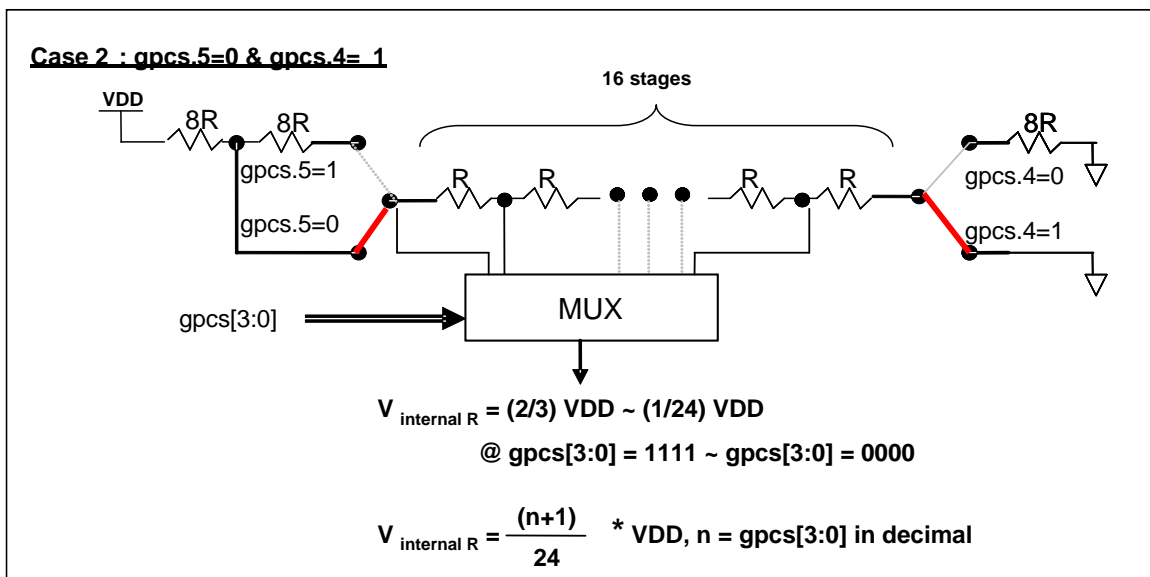 Case 2 : gpcs.5=0 & gpcs.4= 1
16 stages
VDD
8R 8R 8R
gpcs.5=1 R R R R gpcs.4=0
gpcs.5=0 gpcs.4=1
MUX
gpcs[3:0]
V internal R = (2/3) VDD ~ (1/24) VDD
@ gpcs[3:0] = 1111 ~ gpcs[3:0] = 0000
V internal R = (n+1) / 24 * VDD, n = gpcs[3:0] in decimal